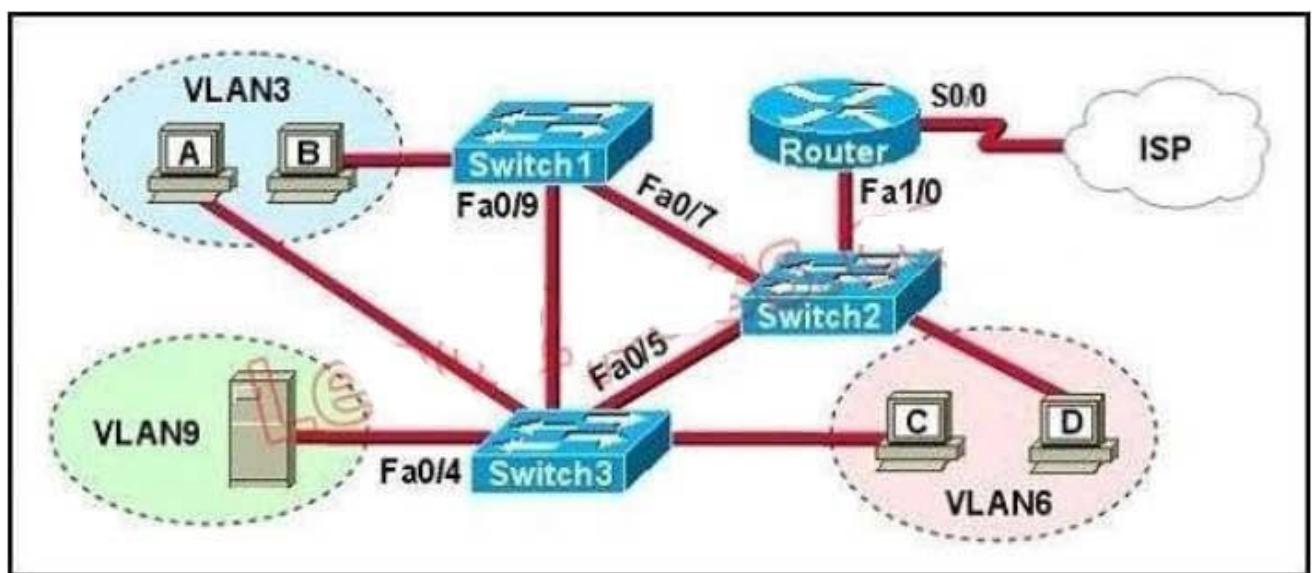 VLAN3
A
B
Switch1
Fa0/9
Fa0/7
Router
S0/0
ISP
Fa1/0
Switch2
Fa0/5
VLAN9
Fa0/4
Switch3
C
D
VLAN6
Le